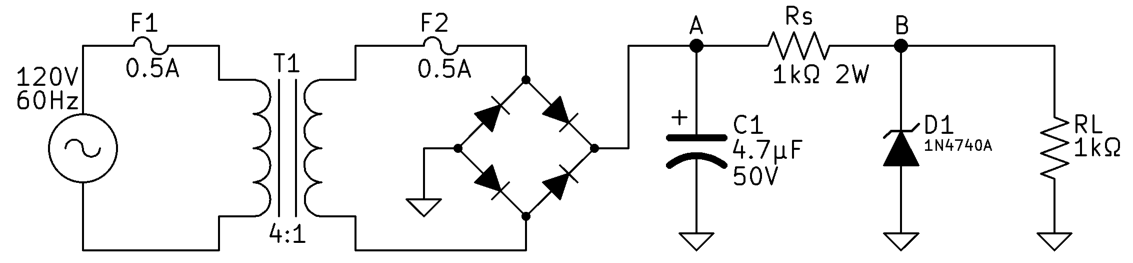 F1
0.5A
120V
60Hz
T1
4:1
F2
0.5A
A
+
C1
4.7µF
50V
Rs
1kΩ 2W
B
D1
1N4740A
RL
1kΩ